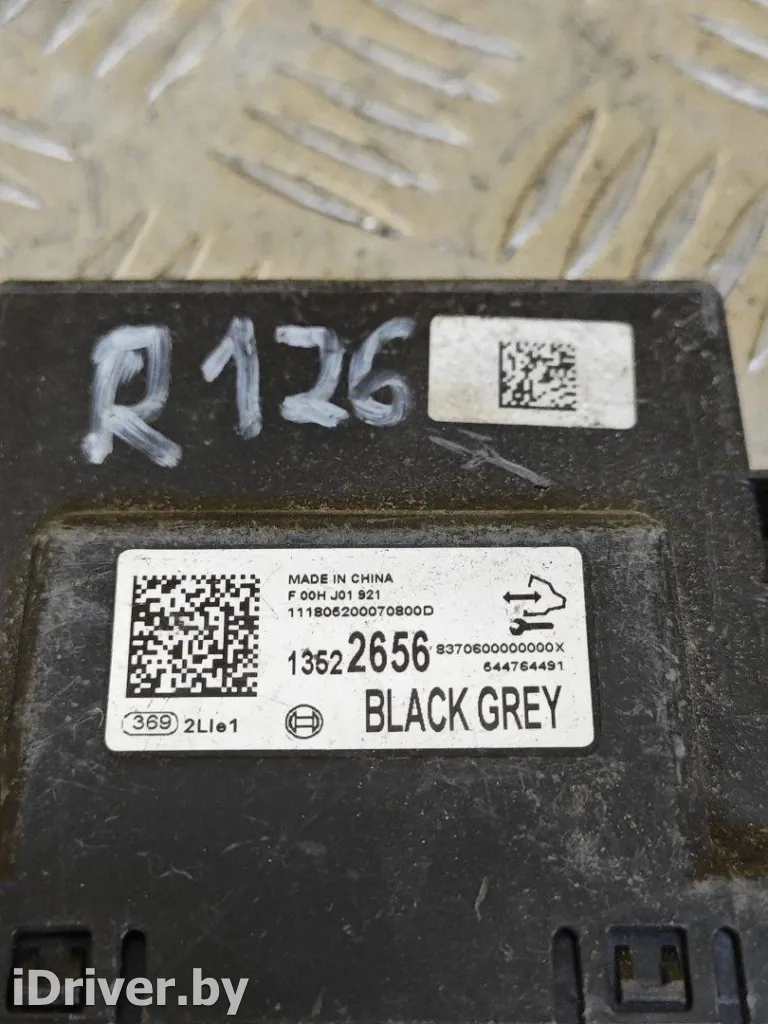 R126
MADE IN CHINA
F 00H J01 921
111806200070800D
13522656
8370600000000X
644764491
369 2LIe1
BLACK GREY
iDriver.by